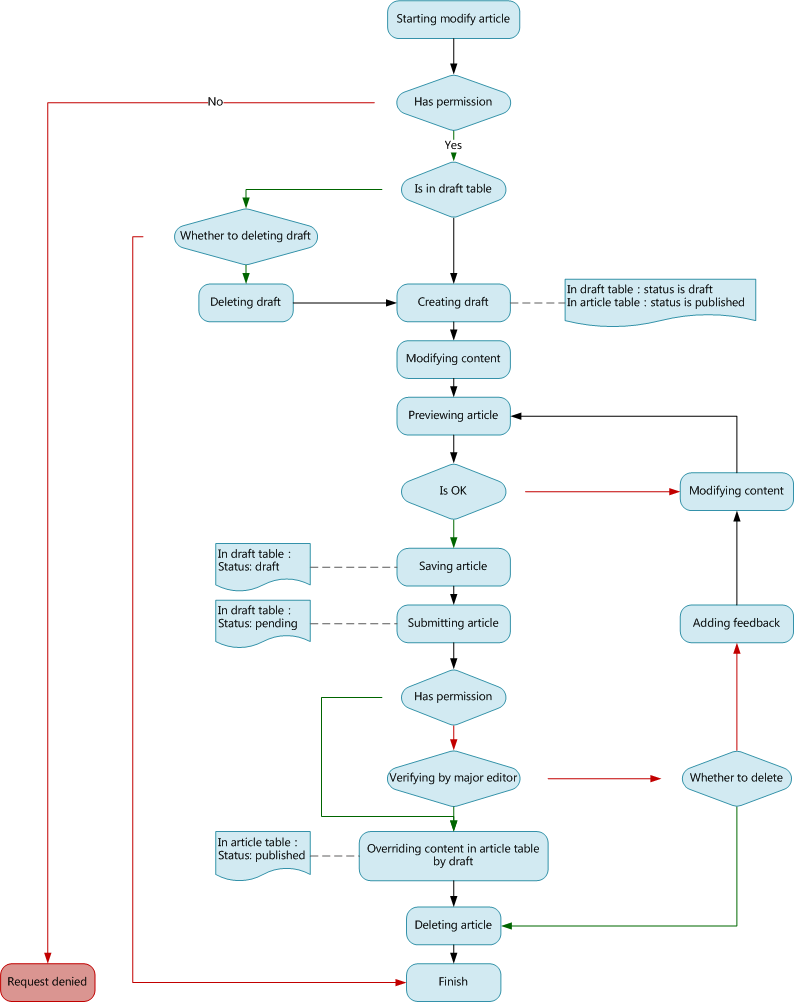 Starting modify article
Has permission
No
Yes
Is in draft table
Whether to deleting draft
Deleting draft
Creating draft
In draft table : status is draft
In article table : status is published
Modifying content
Previewing article
Is OK
Modifying content
In draft table :
Status: draft
Saving article
In draft table :
Status: pending
Submitting article
Adding feedback
Has permission
Verifying by major editor
Whether to delete
In article table :
Status: published
Overriding content in article table
by draft
Deleting article
Request denied
Finish